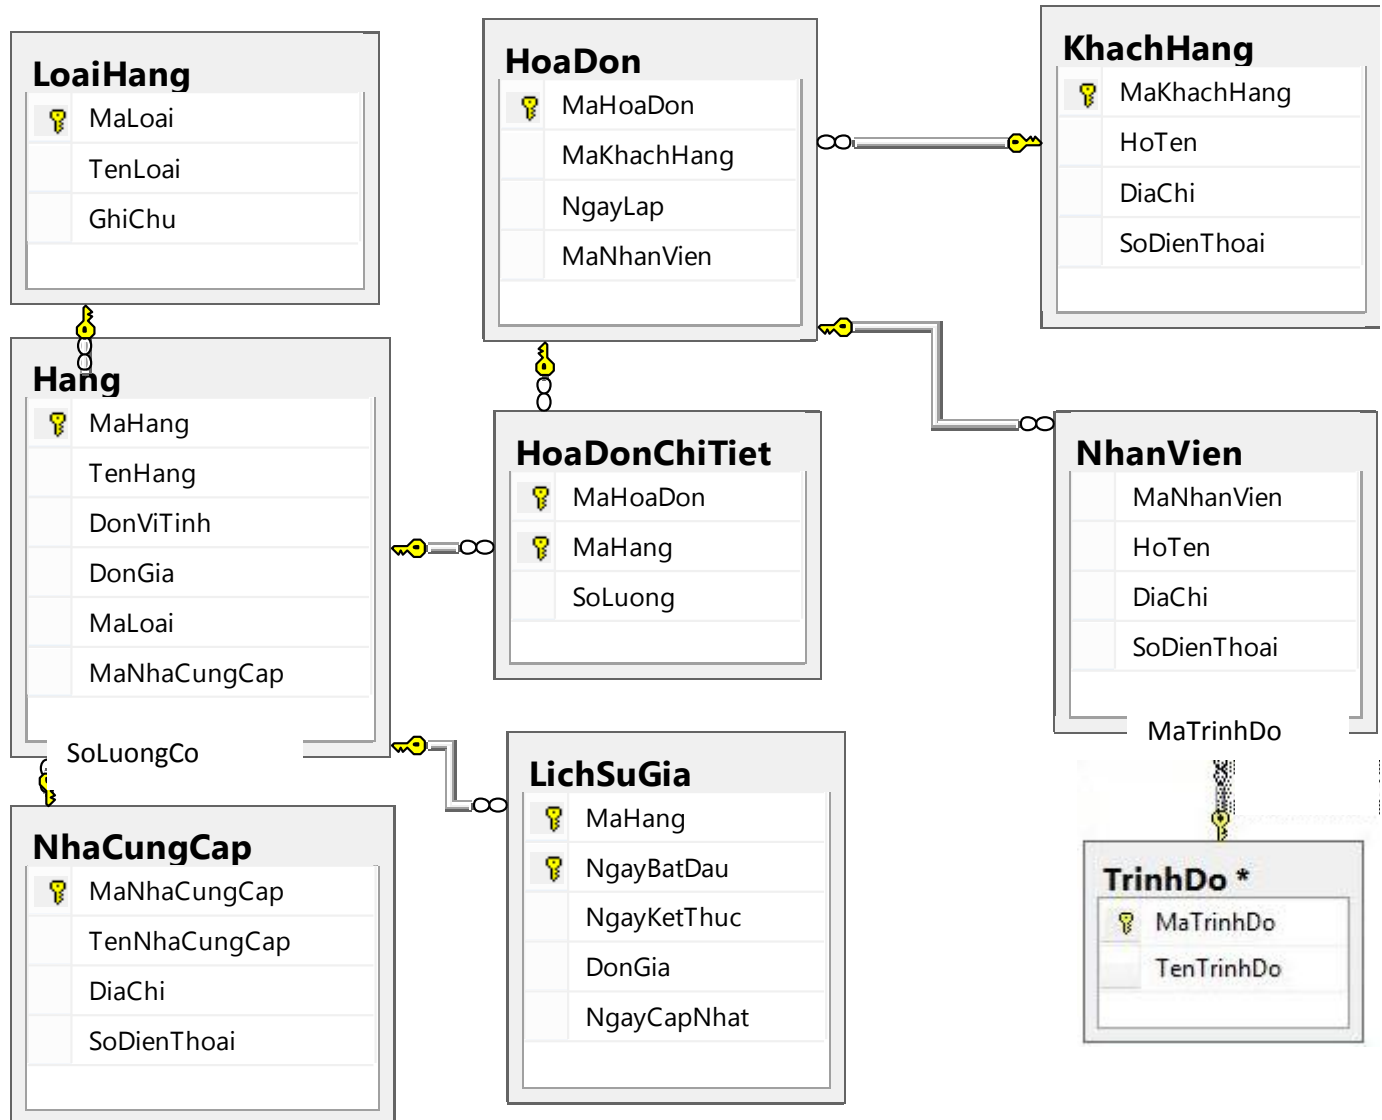 LoaiHang
MaLoai
TenLoai
GhiChu
HoaDon
MaHoaDon
MaKhachHang
NgayLap
MaNhanVien
KhachHang
MaKhachHang
HoTen
DiaChi
SoDienThoai
Hang
MaHang
TenHang
DonViTinh
DonGia
MaLoai
MaNhaCungCap
SoLuongCo
HoaDonChiTiet
MaHoaDon
MaHang
SoLuong
NhanVien
MaNhanVien
HoTen
DiaChi
SoDienThoai
MaTrinhDo
NhaCungCap
MaNhaCungCap
TenNhaCungCap
DiaChi
SoDienThoai
LichSuGia
MaHang
NgayBatDau
NgayKetThuc
DonGia
NgayCapNhat
TrinhDo *
MaTrinhDo
TenTrinhDo